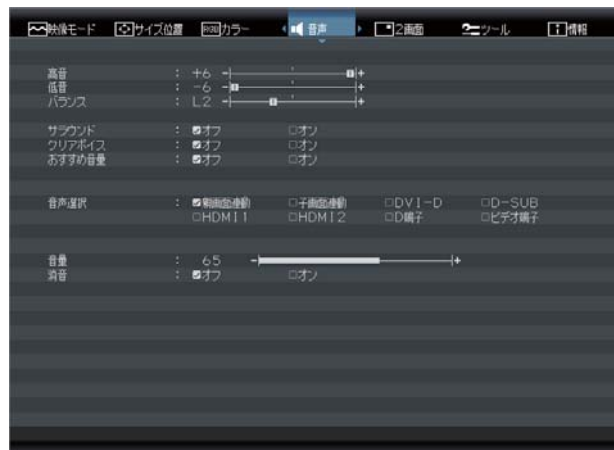 映像モード サイズ位置 RGBカラー 音声 2画面 ツール i情報
高音 : +6 - +
低音 : -6 - +
バランス : L2 - +
サラウンド : オフ オン
クリアボイス : オフ オン
おすすめ音量 : オフ オン
音声選択 : 親画面連動 子画面連動 DVI-D D-SUB
HDMI1 HDMI2 D端子 ビデオ端子
音量 : 65 - +
消音 : オフ オン